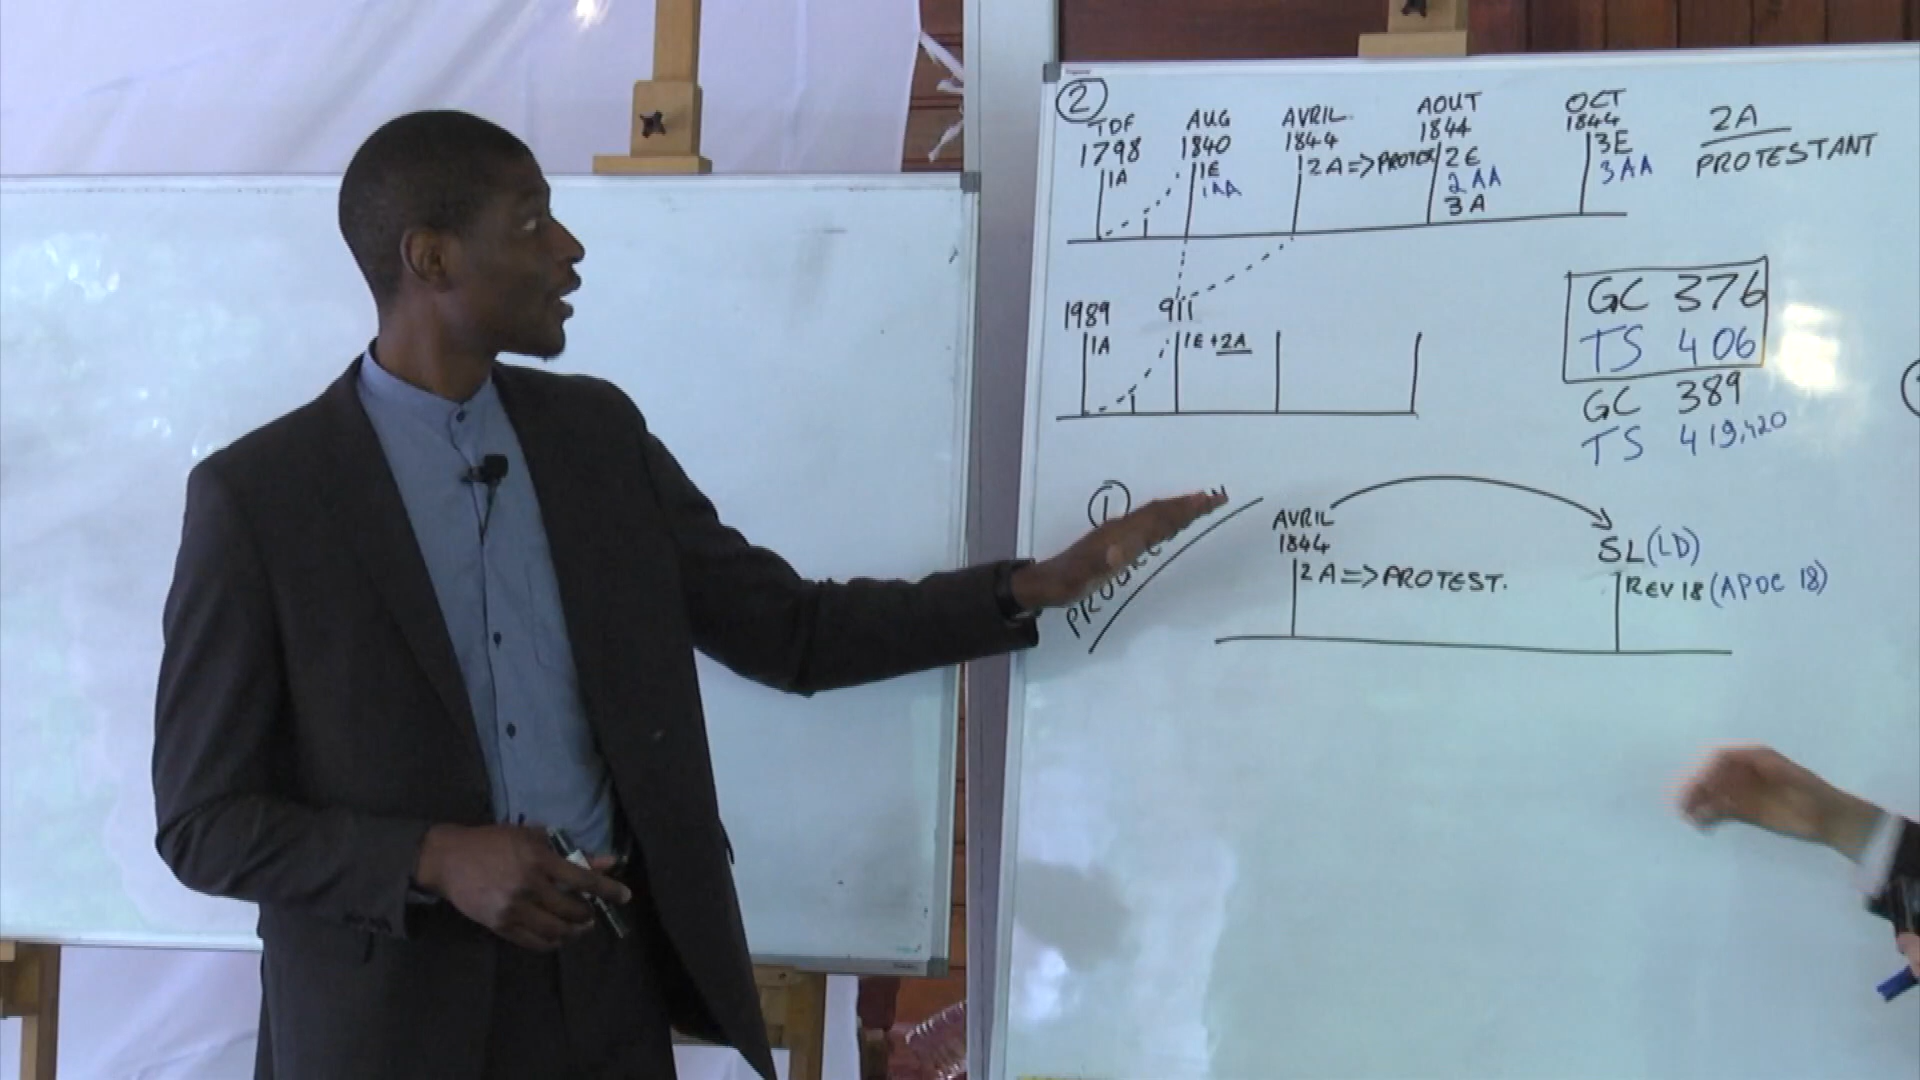 2
TDF
1798
1A
AUG
1840
1E
1AA
AVRIL
1844
2A => PROTES
AOUT
1844
2E
2AA
3A
OCT
1844
3E
3AA
2A
PROTESTANT
1989
1A
911
1E + 2A
GC 376
TS 406
GC 389
TS 419,420
1
AVRIL
1844
2A => PROTEST.
SL (LD)
REV 18 (APOC 18)